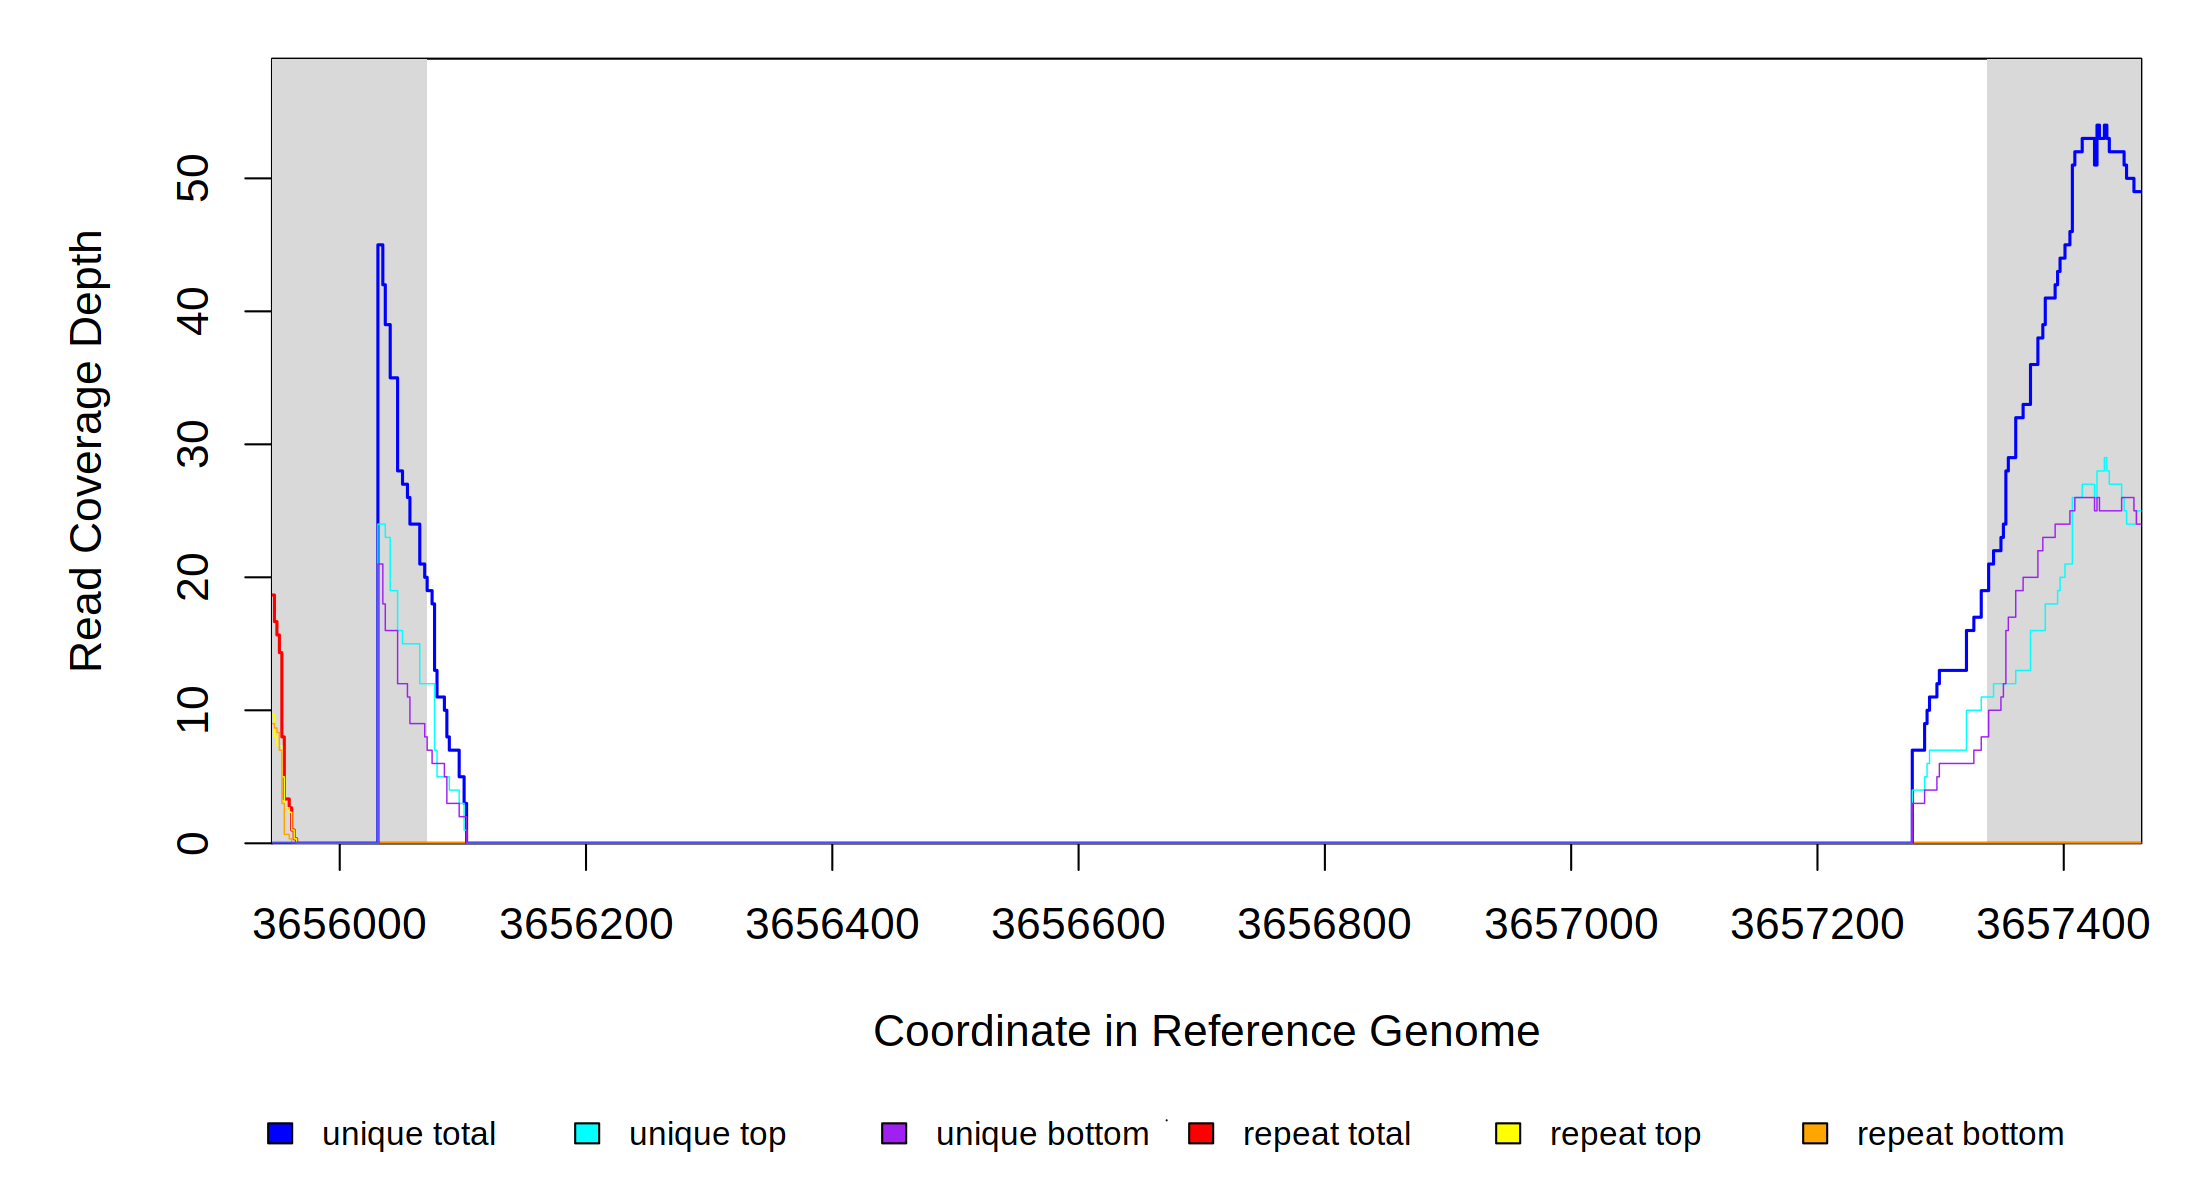 Read Coverage Depth
50
40
30
20
10
0
3656000 3656200 3656400 3656600 3656800 3657000 3657200 3657400
Coordinate in Reference Genome
unique total unique top unique bottom repeat total repeat top repeat bottom